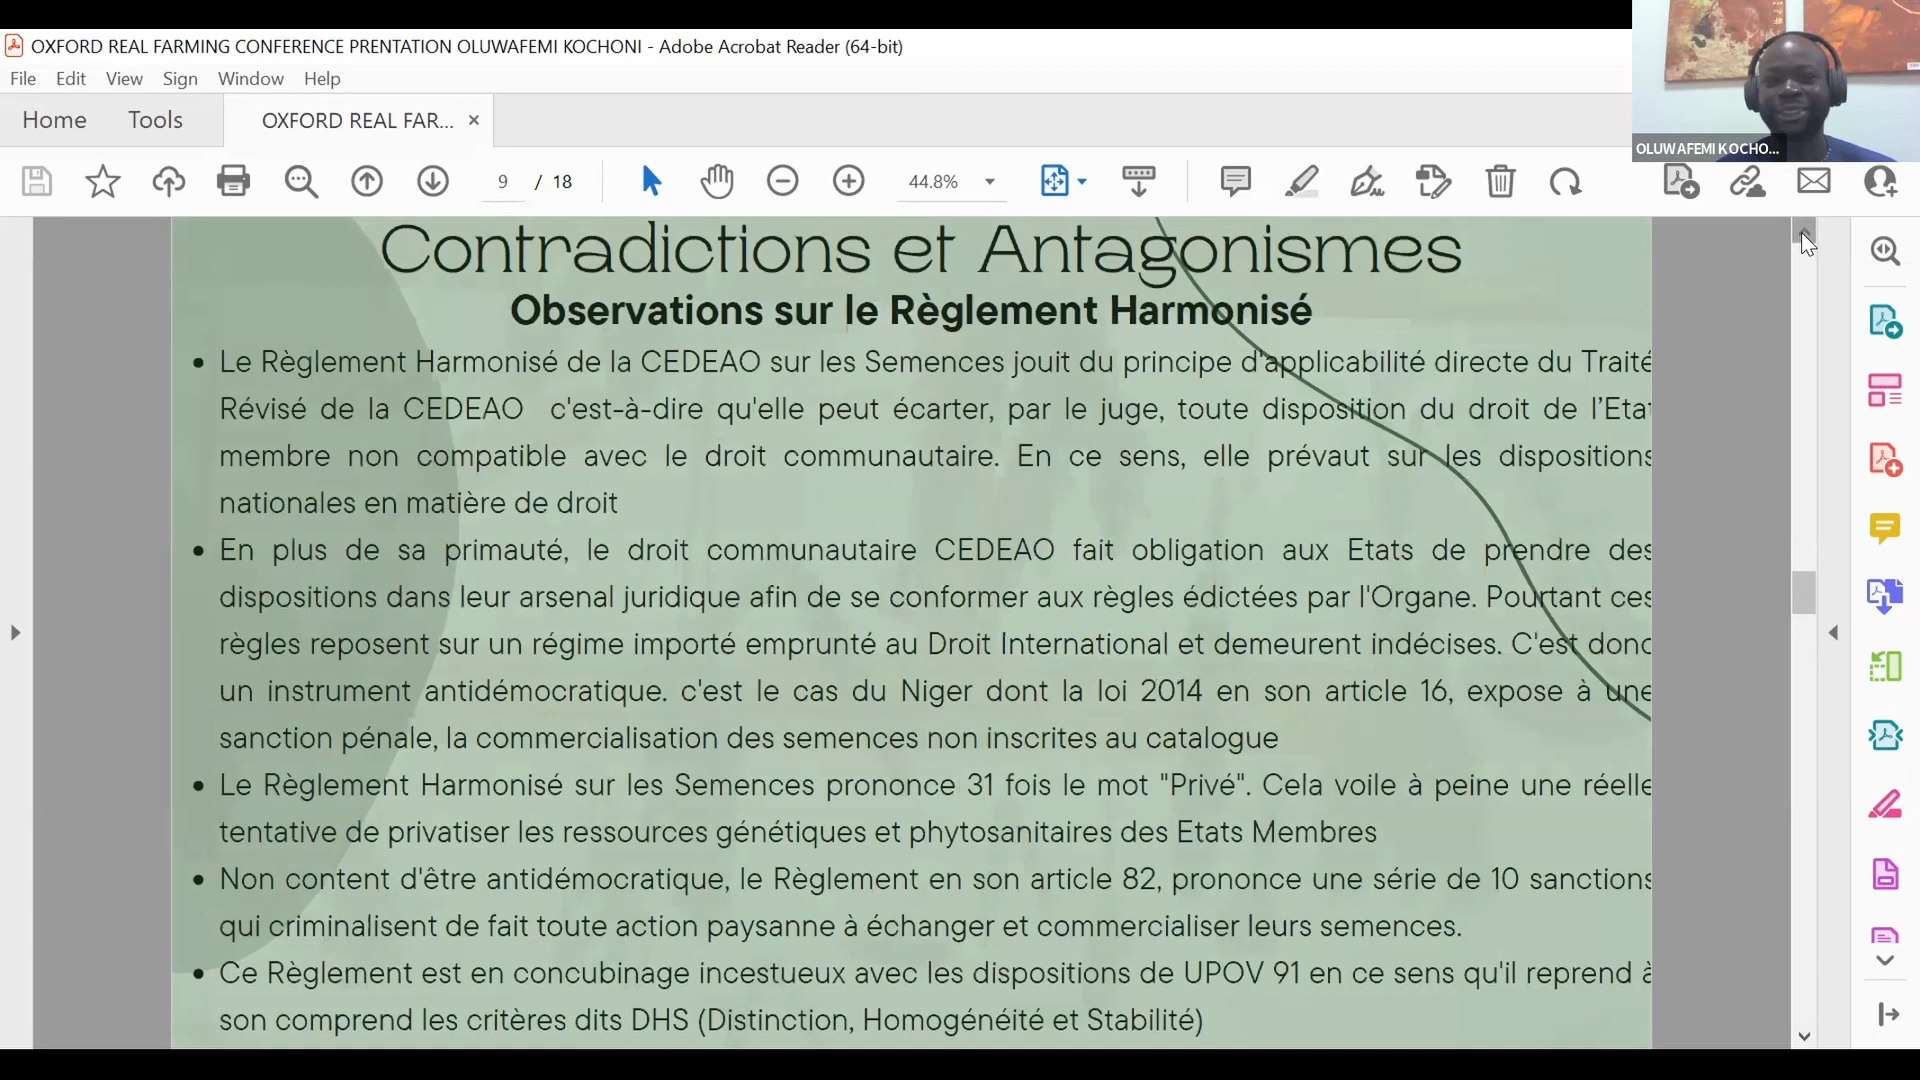 OXFORD REAL FARMING CONFERENCE PRENTATION OLUWAFEMI KOCHONI - Adobe Acrobat Reader (64-bit)
File Edit View Sign Window Help
Home Tools OXFORD REAL FAR... ×
OLUWAFEMI KOCHO...
9 / 18 44.8%
Contradictions et Antagonismes
Observations sur le Règlement Harmonisé
• Le Règlement Harmonisé de la CEDEAO sur les Semences jouit du principe d'applicabilité directe du Traité
Révisé de la CEDEAO c'est-à-dire qu'elle peut écarter, par le juge, toute disposition du droit de l'Etat
membre non compatible avec le droit communautaire. En ce sens, elle prévaut sur les dispositions
nationales en matière de droit
• En plus de sa primauté, le droit communautaire CEDEAO fait obligation aux Etats de prendre des
dispositions dans leur arsenal juridique afin de se conformer aux règles édictées par l'Organe. Pourtant ces
règles reposent sur un régime importé emprunté au Droit International et demeurent indécises. C'est donc
un instrument antidémocratique. c'est le cas du Niger dont la loi 2014 en son article 16, expose à une
sanction pénale, la commercialisation des semences non inscrites au catalogue
• Le Règlement Harmonisé sur les Semences prononce 31 fois le mot "Privé". Cela voile à peine une réelle
tentative de privatiser les ressources génétiques et phytosanitaires des Etats Membres
• Non content d'être antidémocratique, le Règlement en son article 82, prononce une série de 10 sanctions
qui criminalisent de fait toute action paysanne à échanger et commercialiser leurs semences.
• Ce Règlement est en concubinage incestueux avec les dispositions de UPOV 91 en ce sens qu'il reprend à
son comprend les critères dits DHS (Distinction, Homogénéité et Stabilité)